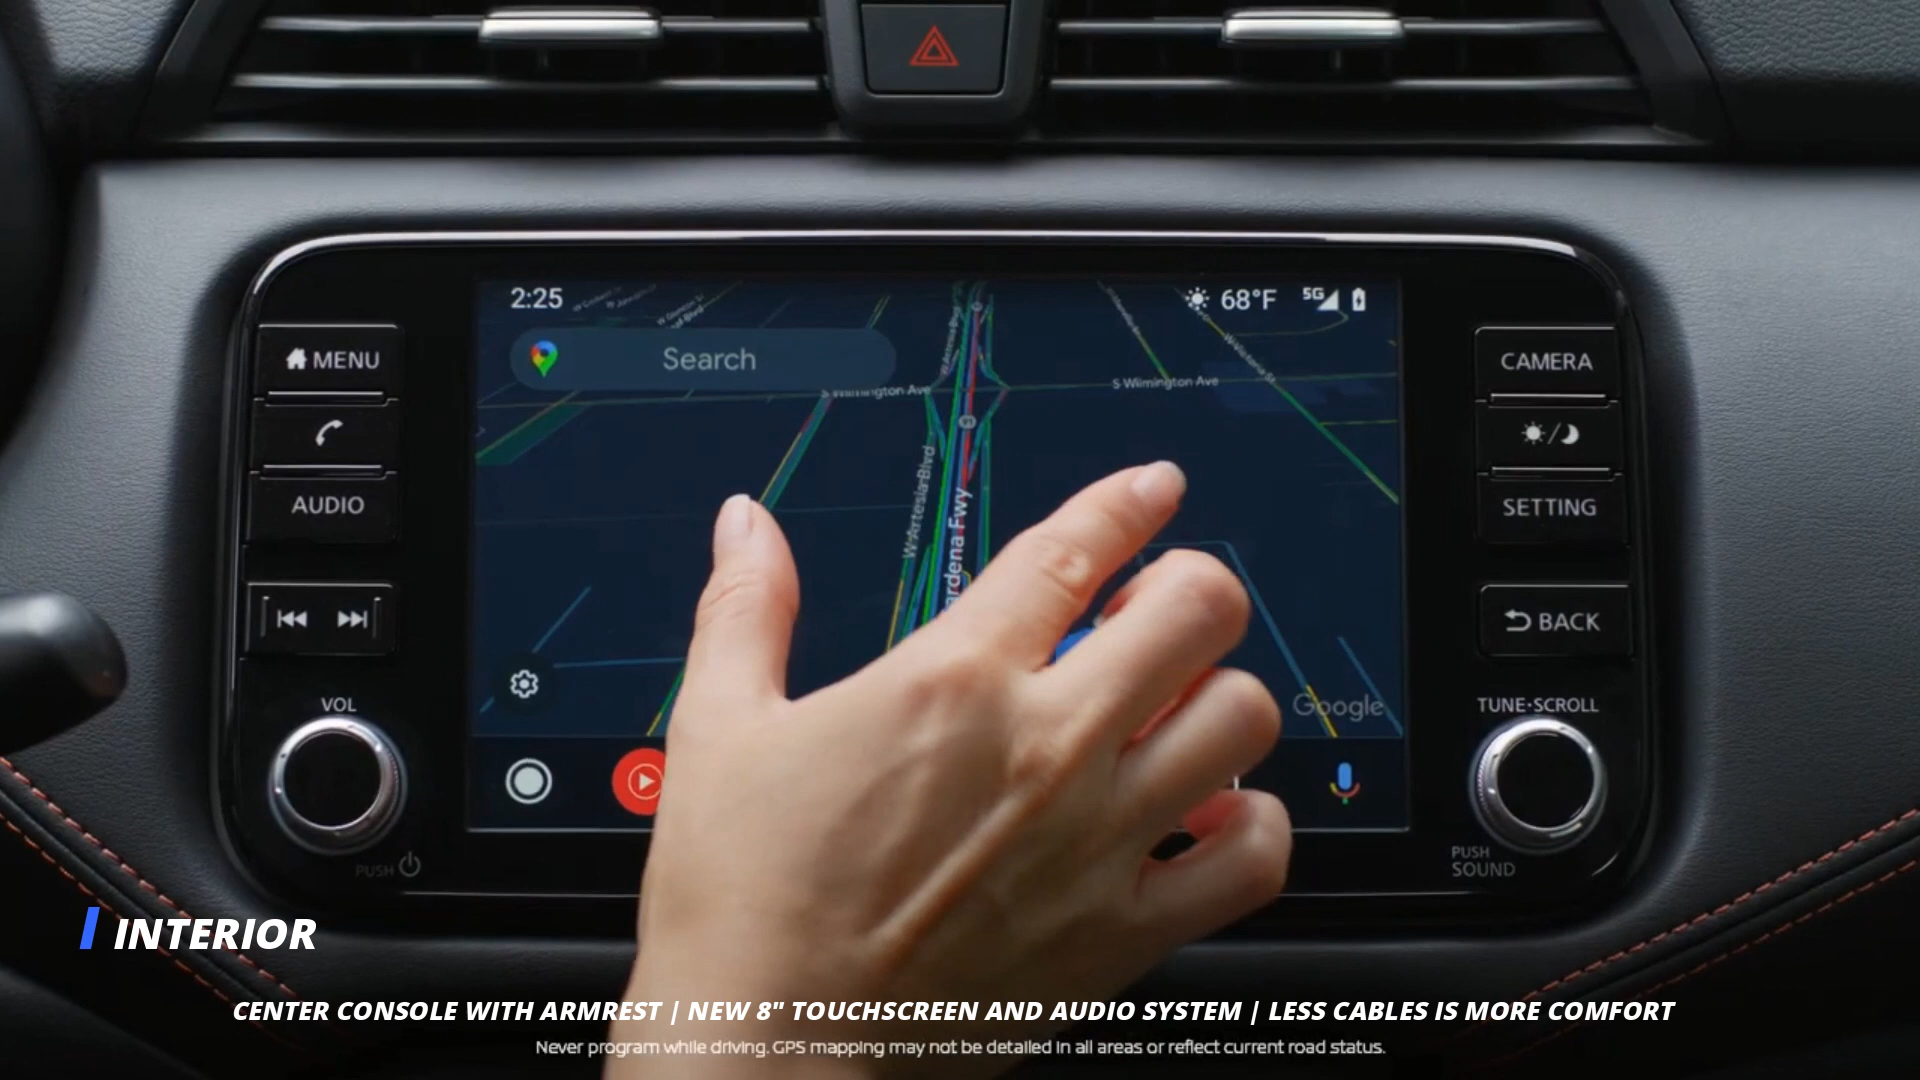 2:25
68°F
5G
MENU
Search
CAMERA
S Wilmington Ave
S Wilmington Ave
W Artesia Blvd
ardena Fwy
AUDIO
SETTING
BACK
VOL
Google
TUNE•SCROLL
PUSH
PUSH
SOUND
INTERIOR
CENTER CONSOLE WITH ARMREST | NEW 8" TOUCHSCREEN AND AUDIO SYSTEM | LESS CABLES IS MORE COMFORT
Never program while driving. GPS mapping may not be detailed in all areas or reflect current road status.